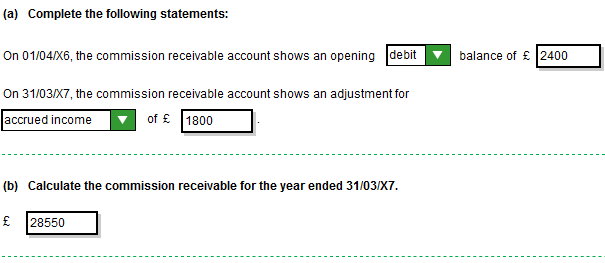 (a) Complete the following statements:
On 01/04/X6, the commission receivable account shows an opening debit balance of £ 2400
On 31/03/X7, the commission receivable account shows an adjustment for
accrued income of £ 1800.
(b) Calculate the commission receivable for the year ended 31/03/X7.
£ 28550